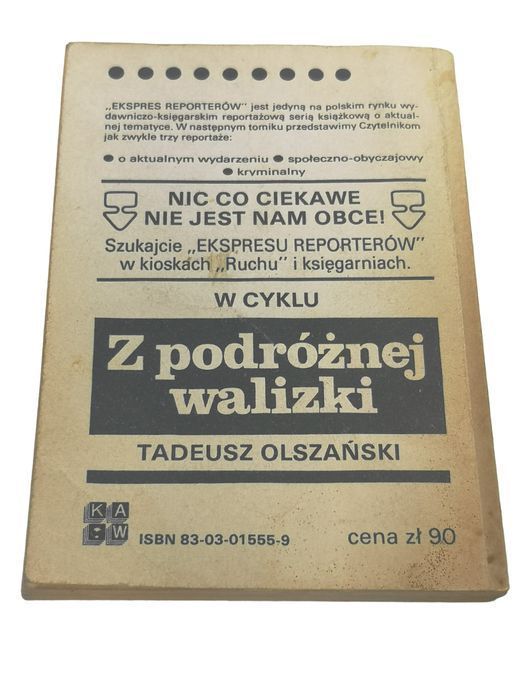 „EKSPRES REPORTERÓW" jest jedyną na polskim rynku wy-
dawniczo-księgarskim reportażową serią książkową o aktual-
nej tematyce. W następnym tomiku przedstawimy Czytelnikom
jak zwykle trzy reportaże:
● o aktualnym wydarzeniu ● społeczno-obyczajowy
● kryminalny
NIC CO CIEKAWE
NIE JEST NAM OBCE!
Szukajcie „EKSPRESU REPORTERÓW"
w kioskach „Ruchu" i księgarniach.
W CYKLU
Z podróżnej
walizki
TADEUSZ OLSZAŃSKI
KAW
ISBN 83-03-01555-9
cena zł 90